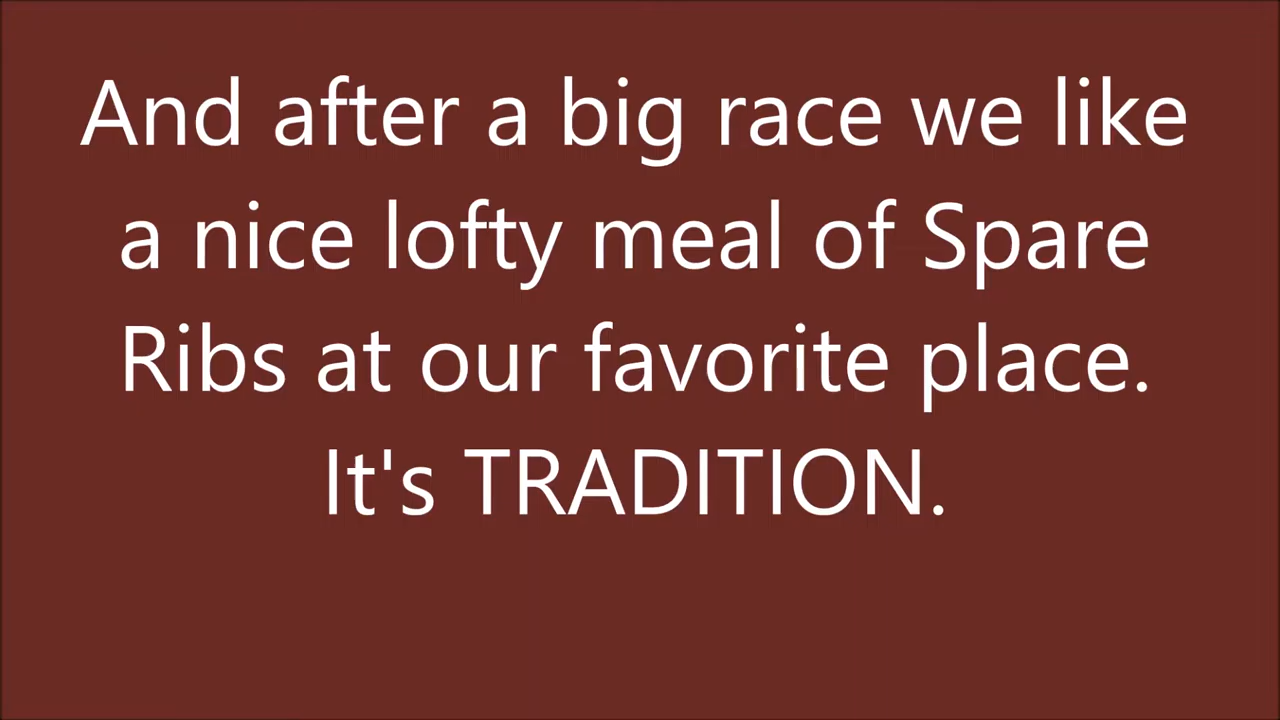 And after a big race we like
a nice lofty meal of Spare
Ribs at our favorite place.
It's TRADITION.